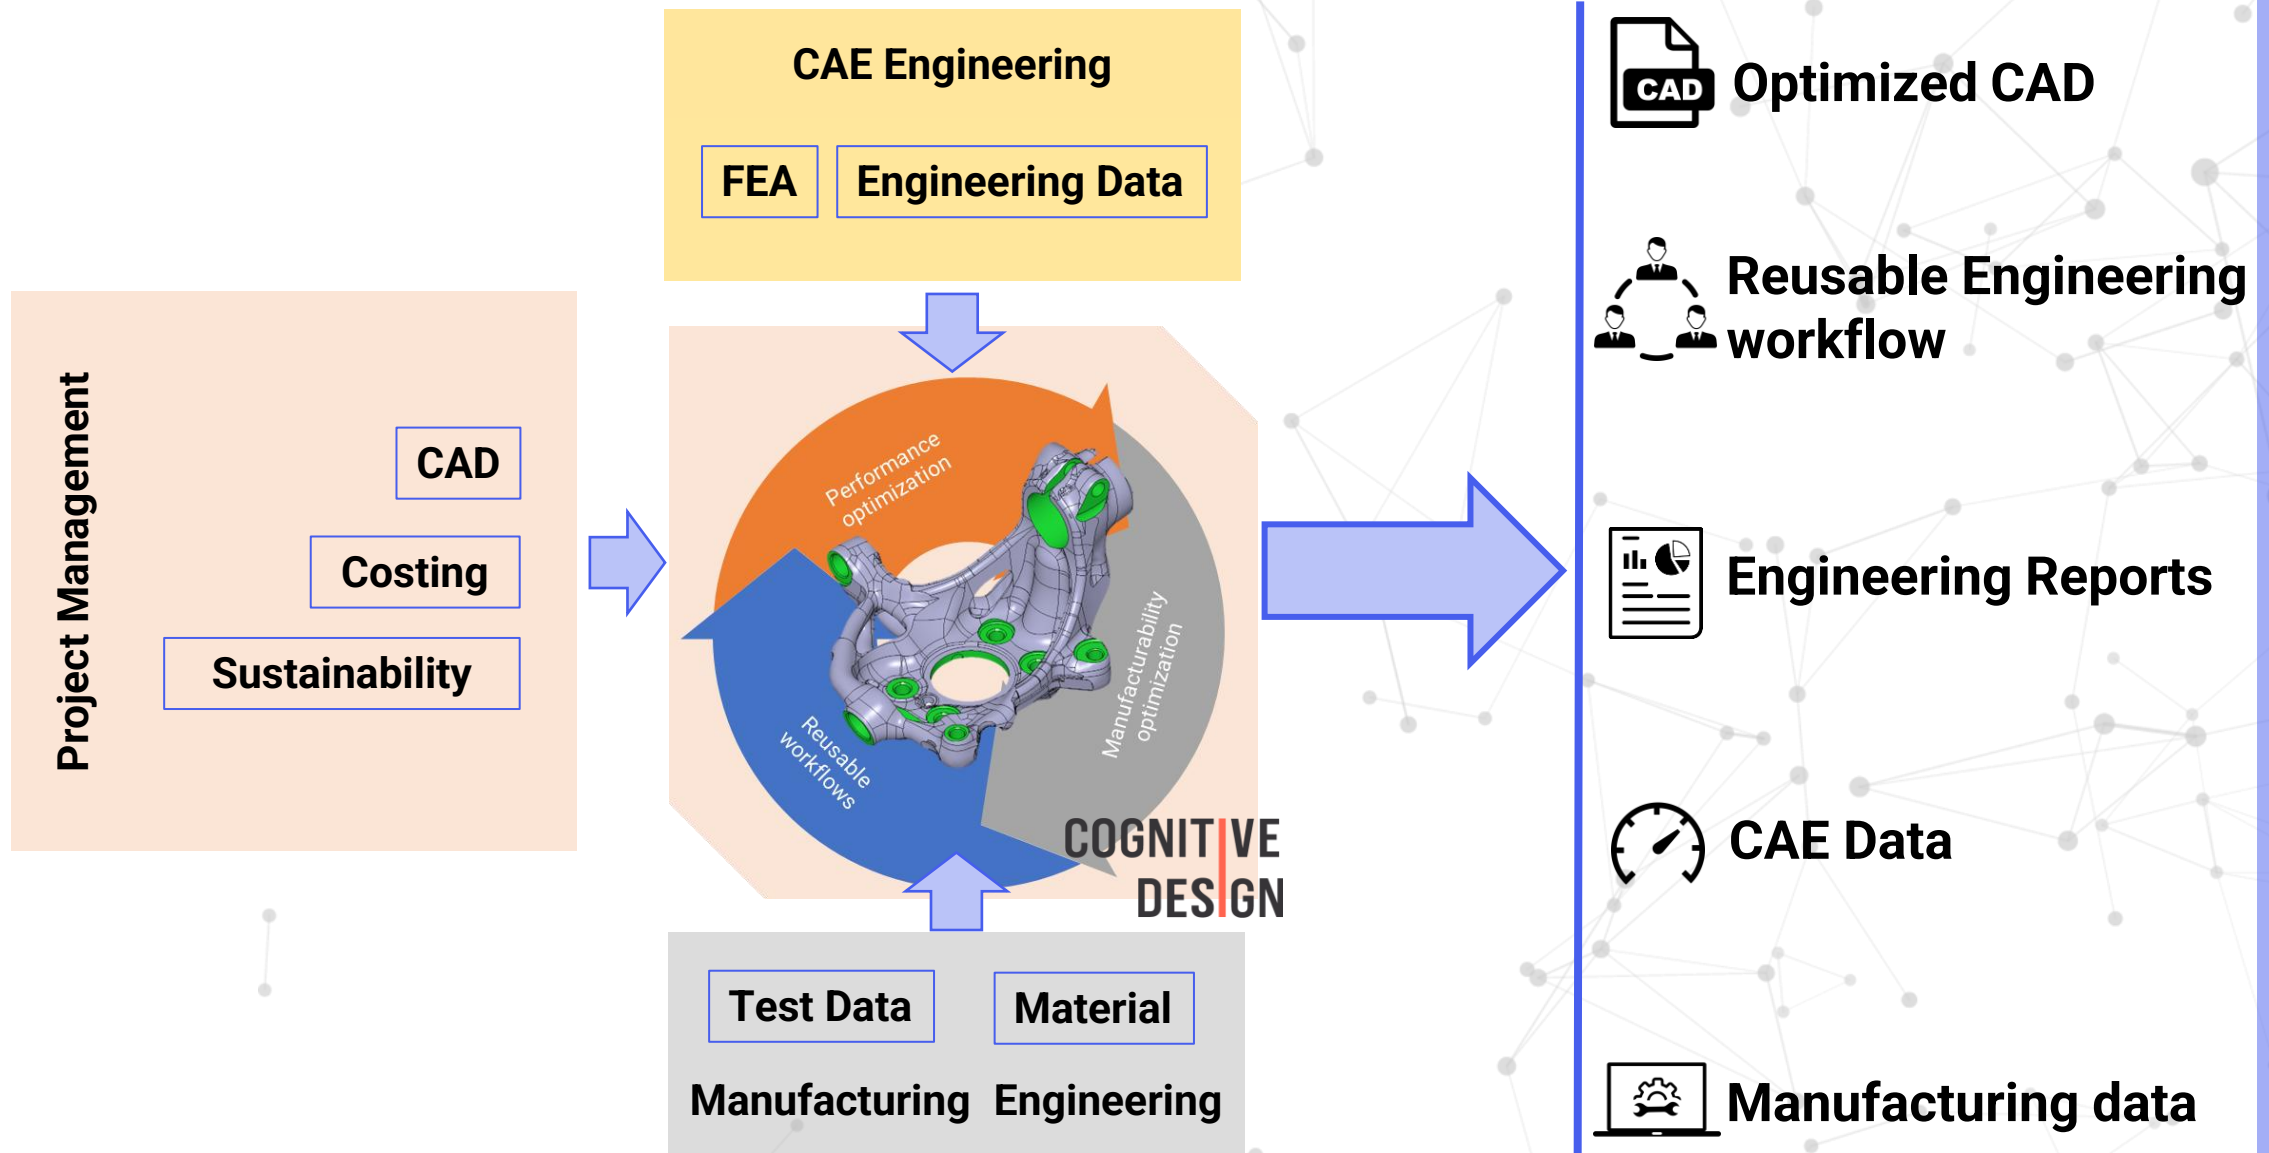 CAE Engineering
FEA
Engineering Data
Project Management
CAD
Costing
Sustainability
Performance
optimization
Manufacturability
optimization
Reusable
workflows
COGNITIVE
DESIGN
Test Data
Material
Manufacturing Engineering
CAD
Optimized CAD
Reusable Engineering
workflow
Engineering Reports
CAE Data
Manufacturing data